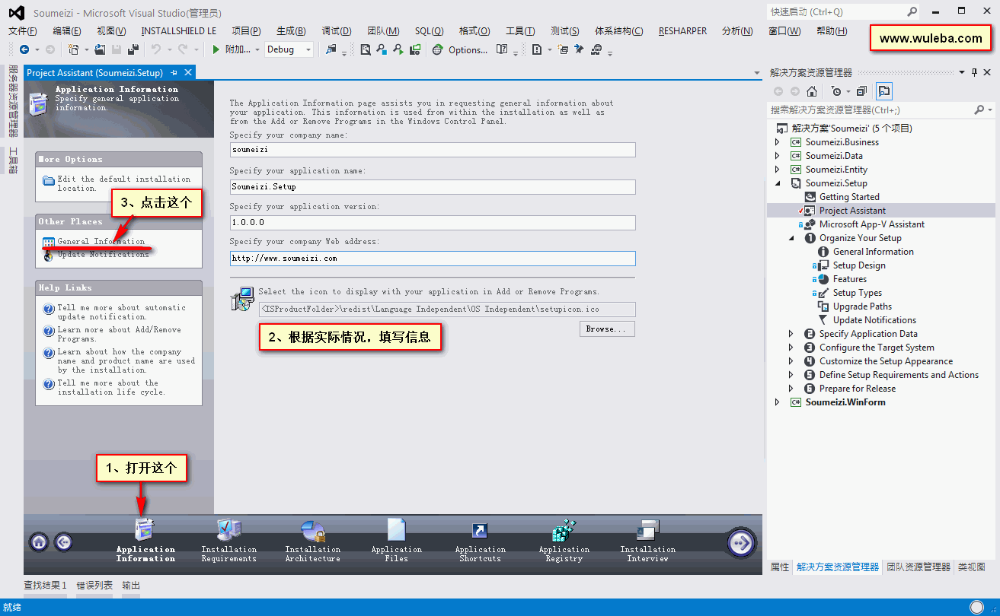 Soumeizi - Microsoft Visual Studio(管理员)
快速启动 (Ctrl+Q)
文件(F) 编辑(E) 视图(V) INSTALLSHIELD LE 项目(P) 生成(B) 调试(D) 团队(M) SQL(Q) 格式(O) 工具(T) 测试(S) 体系结构(C) RESHARPER 分析(N) 窗口(W) 帮助(H)
www.wuleba.com
附加... Debug Options...
服务器资源管理器
工具箱
Project Assistant (Soumeizi.Setup)
Application Information
Specify general application
information.
More Options
Edit the default installation
location.
3、点击这个
Other Places
General Information
Update Notifications
Help Links
Tell me more about automatic
update notification.
Learn more about Add/Remove
Programs.
Learn about how the company
name and product name are used
by the installation.
Tell me more about the
installation life cycle.
1、打开这个
The Application Information page assists you in requesting general information about
your application. This information is used from within the installation as well as
from the Add or Remove Programs in the Windows Control Panel.
Specify your company name:
soumeizi
Specify your application name:
Soumeizi.Setup
Specify your application version:
1.0.0.0
Specify your company Web address:
http://www.soumeizi.com
Select the icon to display with your application in Add or Remove Programs.
<ISProductFolder>\redist\Language Independent\OS Independent\setupicon.ico
Browse...
2、根据实际情况，填写信息
Application
Information
Installation
Requirements
Installation
Architecture
Application
Files
Application
Shortcuts
Application
Registry
Installation
Interview
解决方案资源管理器
搜索解决方案资源管理器(Ctrl+;)
解决方案'Soumeizi' (5 个项目)
Soumeizi.Business
Soumeizi.Data
Soumeizi.Entity
Soumeizi.Setup
Getting Started
Project Assistant
Microsoft App-V Assistant
1 Organize Your Setup
General Information
Setup Design
Features
Setup Types
Upgrade Paths
Update Notifications
2 Specify Application Data
3 Configure the Target System
4 Customize the Setup Appearance
5 Define Setup Requirements and Actions
6 Prepare for Release
Soumeizi.WinForm
属性 解决方案资源管理器 团队资源管理器 类视图
查找结果 1 错误列表 输出
就绪